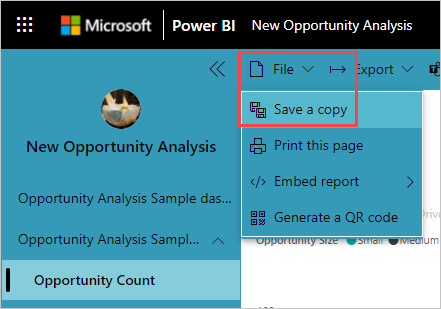 Microsoft Power BI New Opportunity Analysis
File Export
New Opportunity Analysis
Save a copy
Print this page
Embed report
Generate a QR code
Opportunity Analysis Sample das...
Opportunity Analysis Sampl...
Opportunity Count
Drive
Opportunity Size Small Medium